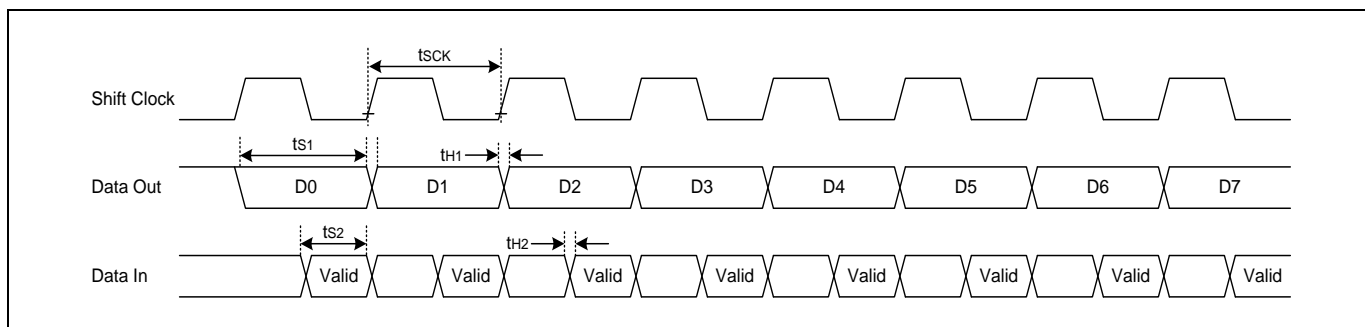 tSCK
Shift Clock
tS1
tH1
Data Out D0 D1 D2 D3 D4 D5 D6 D7
tS2
tH2
Data In Valid Valid Valid Valid Valid Valid Valid Valid